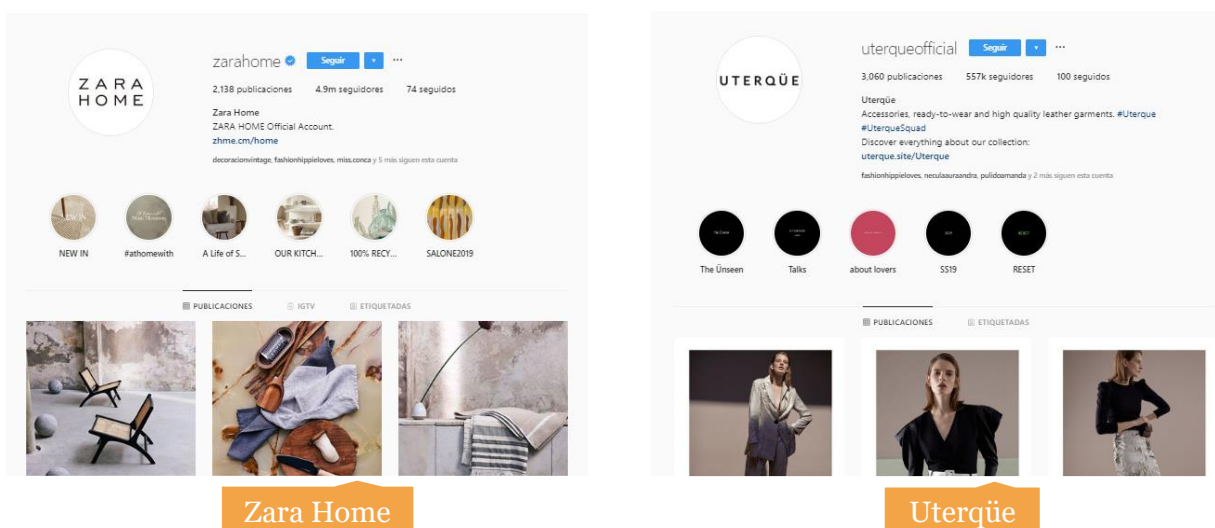 ZARA
HOME
zarahome Seguir
2,138 publicaciones 4.9m seguidores 74 seguidos
Zara Home
ZARA HOME Official Account.
zhme.cm/home
decoracionvintage, fashionhippieloves, miss.conca y 5 más siguen esta cuenta
NEW IN
NEW IN #athomewith A Life of S... OUR KITCH... 100% RECY... SALONE2019
PUBLICACIONES IGTV ETIQUETADAS
Zara Home
UTERQÜE
uterqueofficial Seguir
3,060 publicaciones 557k seguidores 100 seguidos
Uterqüe
Accessories, ready-to-wear and high quality leather garments. #Uterque
#UterqueSquad
Discover everything about our collection:
uterque.site/Uterque
fashionhippieloves, neculaauraandra, pulidoamanda y 2 más siguen esta cuenta
RESET
The Ünseen Talks about lovers SS19 RESET
PUBLICACIONES ETIQUETADAS
Uterqüe